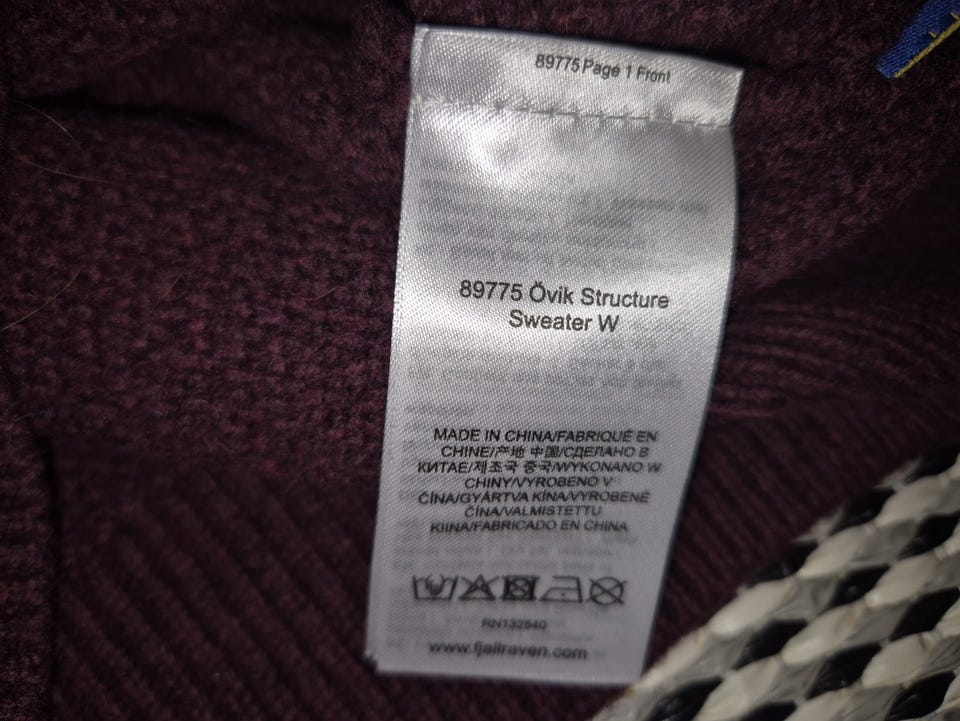 89775 Page 1 Front
89775 Övik Structure
Sweater W
MADE IN CHINA/FABRIQUÉ EN
CHINE/产地 中国/СДЕЛАНО В
КИТАЕ/제조국 중국/WYKONANO W
CHINY/VYROBENO V
ČÍNA/GYÁRTVA KÍNA/VYROBENÉ
ČÍNA/VALMISTETTU
KIINA/FABRICADO EN CHINA
RN132540
www.fjallraven.com